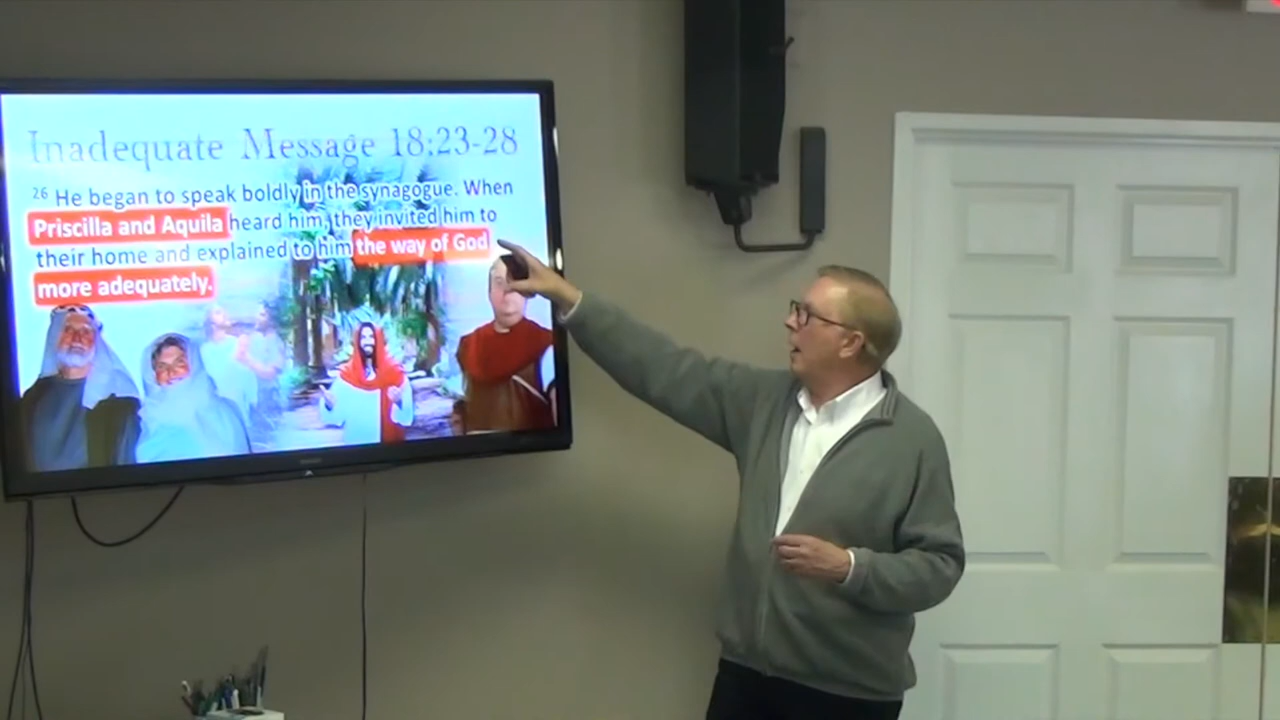 Inadequate Message 18:23-28
26 He began to speak boldly in the synagogue. When
Priscilla and Aquila heard him, they invited him to
their home and explained to him the way of God
more adequately.